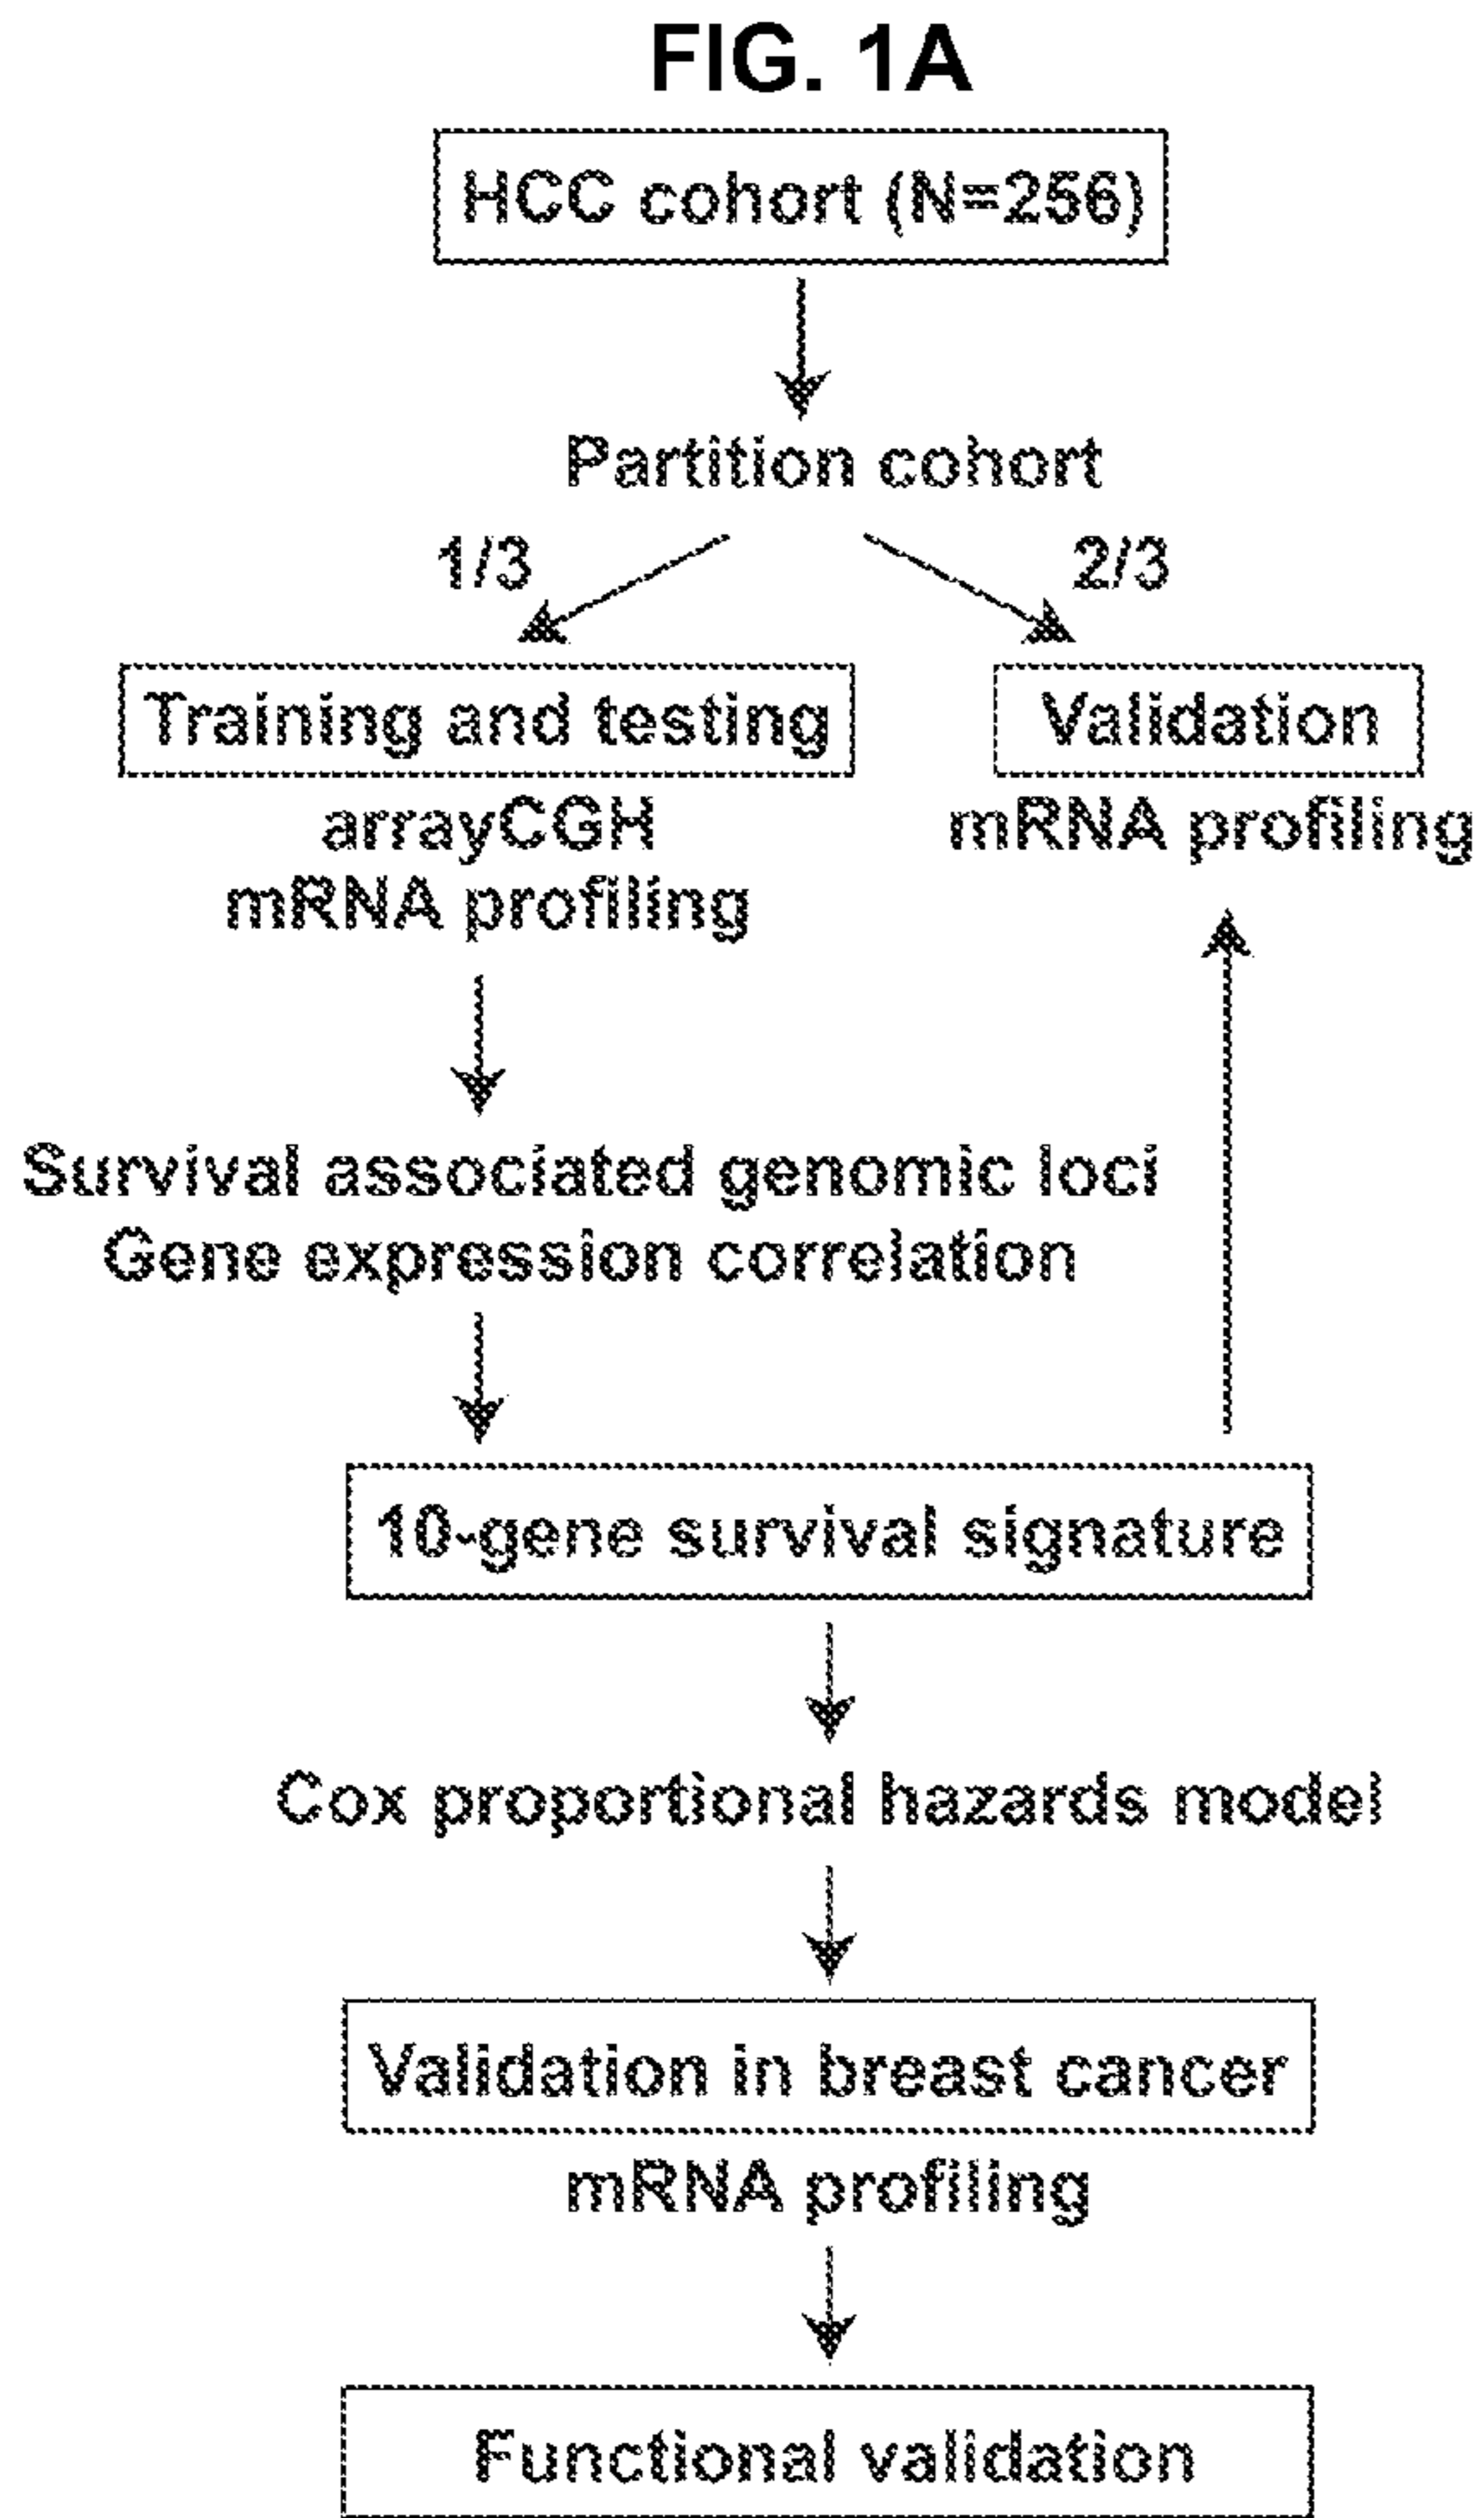 FIG. 1A
HCC cohort (N=256)
Partition cohort
1/3
2/3
Training and testing
Validation
arrayCGH
mRNA profiling
mRNA profiling
Survival associated genomic loci
Gene expression correlation
10-gene survival signature
Cox proportional hazards model
Validation in breast cancer
mRNA profiling
Functional validation